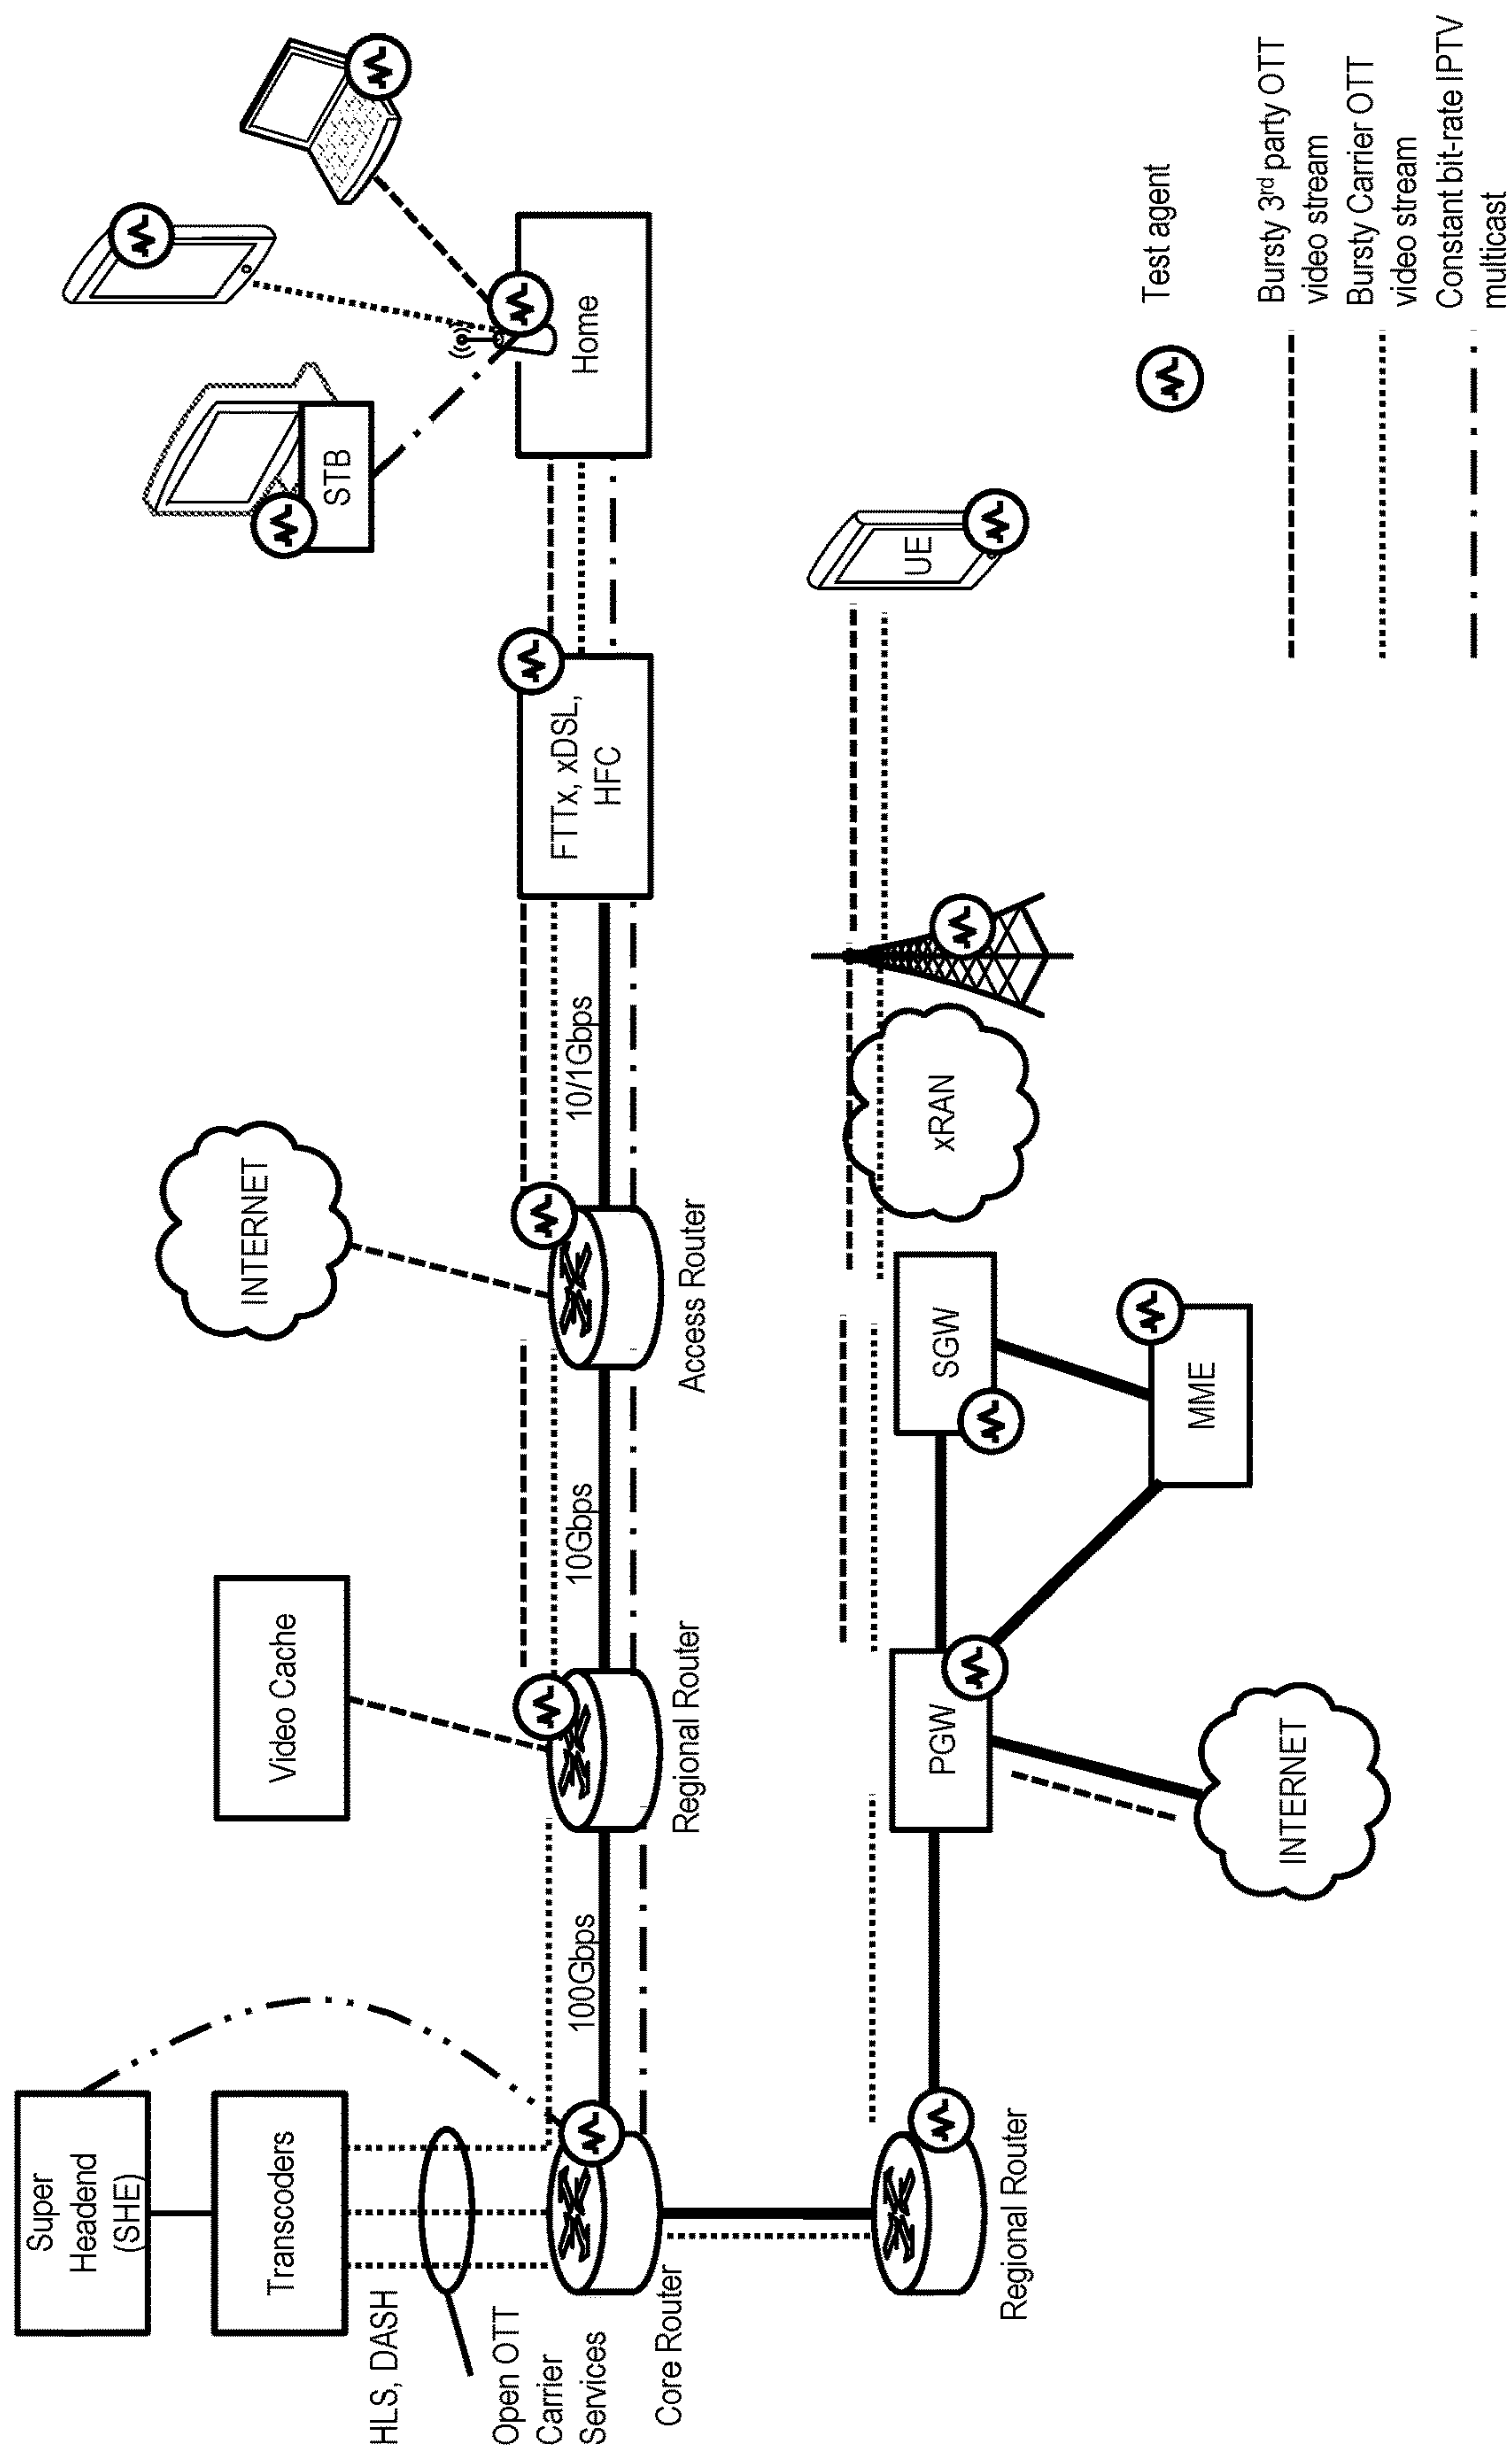 Super
Headend
(SHE)
Transcoders
HLS, DASH
Open OTT
Carrier
Services
Core Router
100Gbps
Video Cache
Regional Router
10Gbps
INTERNET
Access Router
10/1Gbps
FTTx, xDSL,
HFC
STB
Home
Regional Router
PGW
INTERNET
SGW
MME
xRAN
UE
Test agent
Bursty 3rd party OTT
video stream
Bursty Carrier OTT
video stream
Constant bit-rate IPTV
multicast